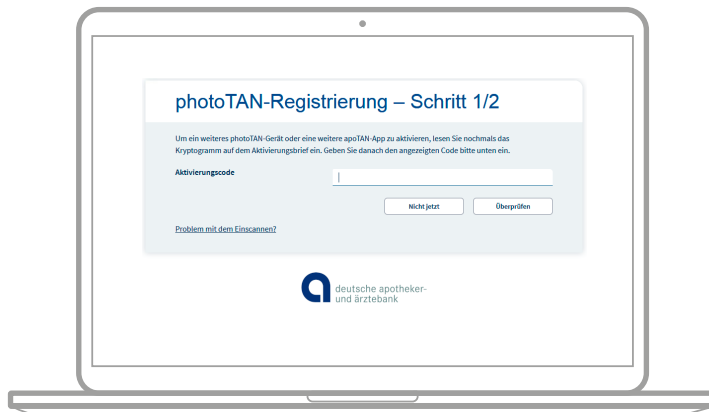 photoTAN-Registrierung – Schritt 1/2
Um ein weiteres photoTAN-Gerät oder eine weitere apoTAN-App zu aktivieren, lesen Sie nochmals das
Kryptogramm auf dem Aktivierungsbrief ein. Geben Sie danach den angezeigten Code bitte unten ein.
Aktivierungscode
Nicht jetzt
Überprüfen
Problem mit dem Einscannen?
deutsche apotheker-
und ärztebank